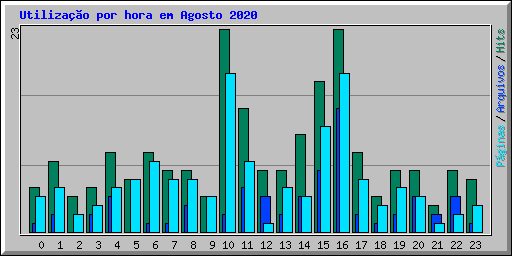 Utilização por hora em Agosto 2020
23
Páginas / Arquivos / Hits
0 1 2 3 4 5 6 7 8 9 10 11 12 13 14 15 16 17 18 19 20 21 22 23